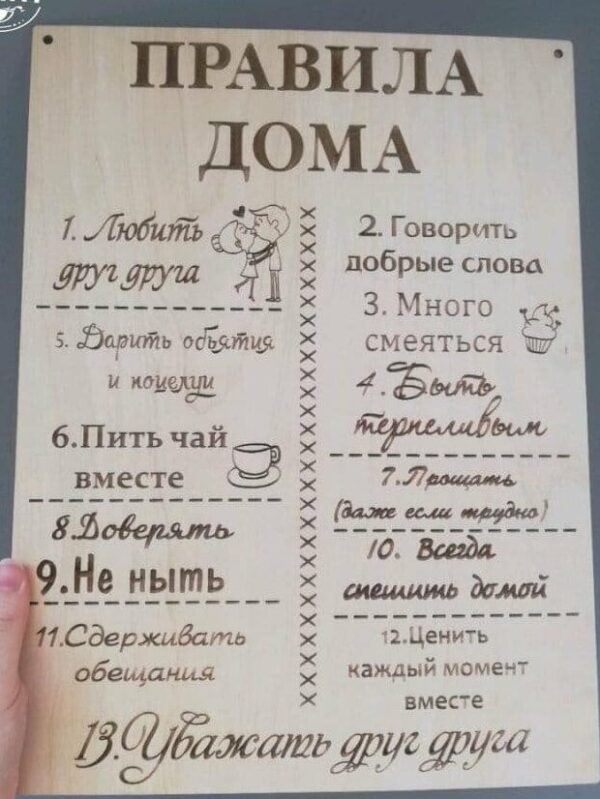 ПРАВИЛА
ДОМА
1. Любить
друг друга
2. Говорить
добрые слова
3. Много
смеяться
4. Быть
терпеливым
5. Дарить объятия
и поцелуи
6.Пить чай
вместе
7.Прощать
(даже если трудно)
8.Доверять
9.Не ныть
10. Всегда
спешить домой
11.Сдерживать
обещания
12.Ценить
каждый момент
вместе
13.Уважать друг друга